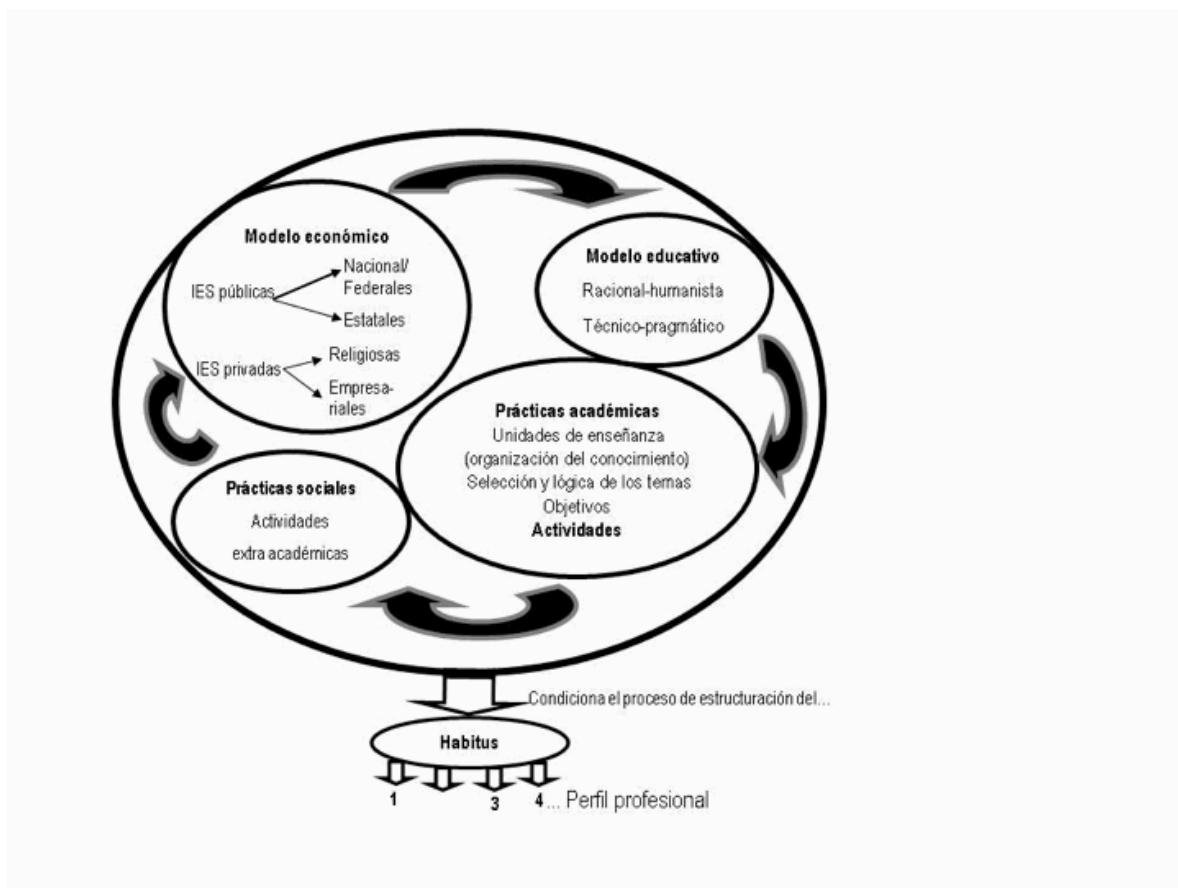 Modelo económico
IES públicas
Nacional/
Federales
Estatales
IES privadas
Religiosas
Empresa-
riales
Modelo educativo
Racional-humanista
Técnico-pragmático
Prácticas académicas
Unidades de enseñanza
(organización del conocimiento)
Selección y lógica de los temas
Objetivos
Actividades
Prácticas sociales
Actividades
extra académicas
Condiciona el proceso de estructuración del...
Habitus
1 3 4... Perfil profesional